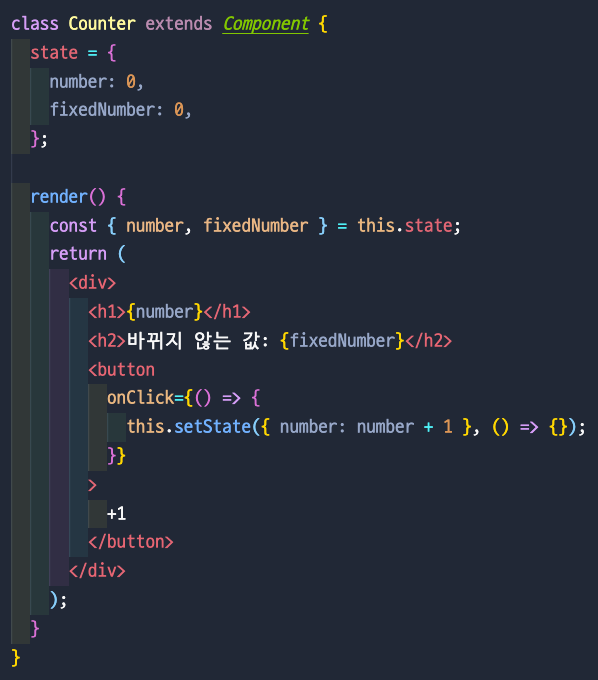 class Counter extends Component {
  state = {
    number: 0,
    fixedNumber: 0,
  };

  render() {
    const { number, fixedNumber } = this.state;
    return (
      <div>
        <h1>{number}</h1>
        <h2>바뀌지 않는 값: {fixedNumber}</h2>
        <button
          onClick={() => {
            this.setState({ number: number + 1 }, () => {});
          }}
        >
          +1
        </button>
      </div>
    );
  }
}